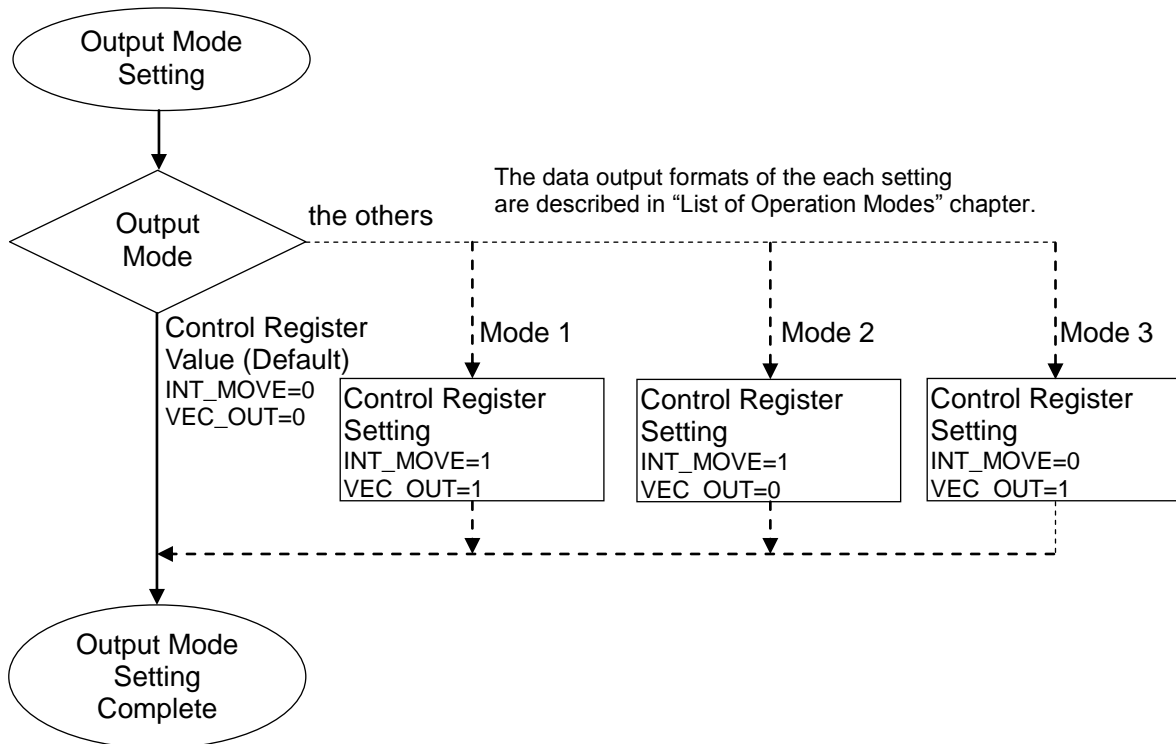 Output Mode
Setting
The data output formats of the each setting
are described in “List of Operation Modes” chapter.
Output
Mode
the others
Control Register
Value (Default)
INT_MOVE=0
VEC_OUT=0
Mode 1
Control Register
Setting
INT_MOVE=1
VEC_OUT=1
Mode 2
Control Register
Setting
INT_MOVE=1
VEC_OUT=0
Mode 3
Control Register
Setting
INT_MOVE=0
VEC_OUT=1
Output Mode
Setting
Complete